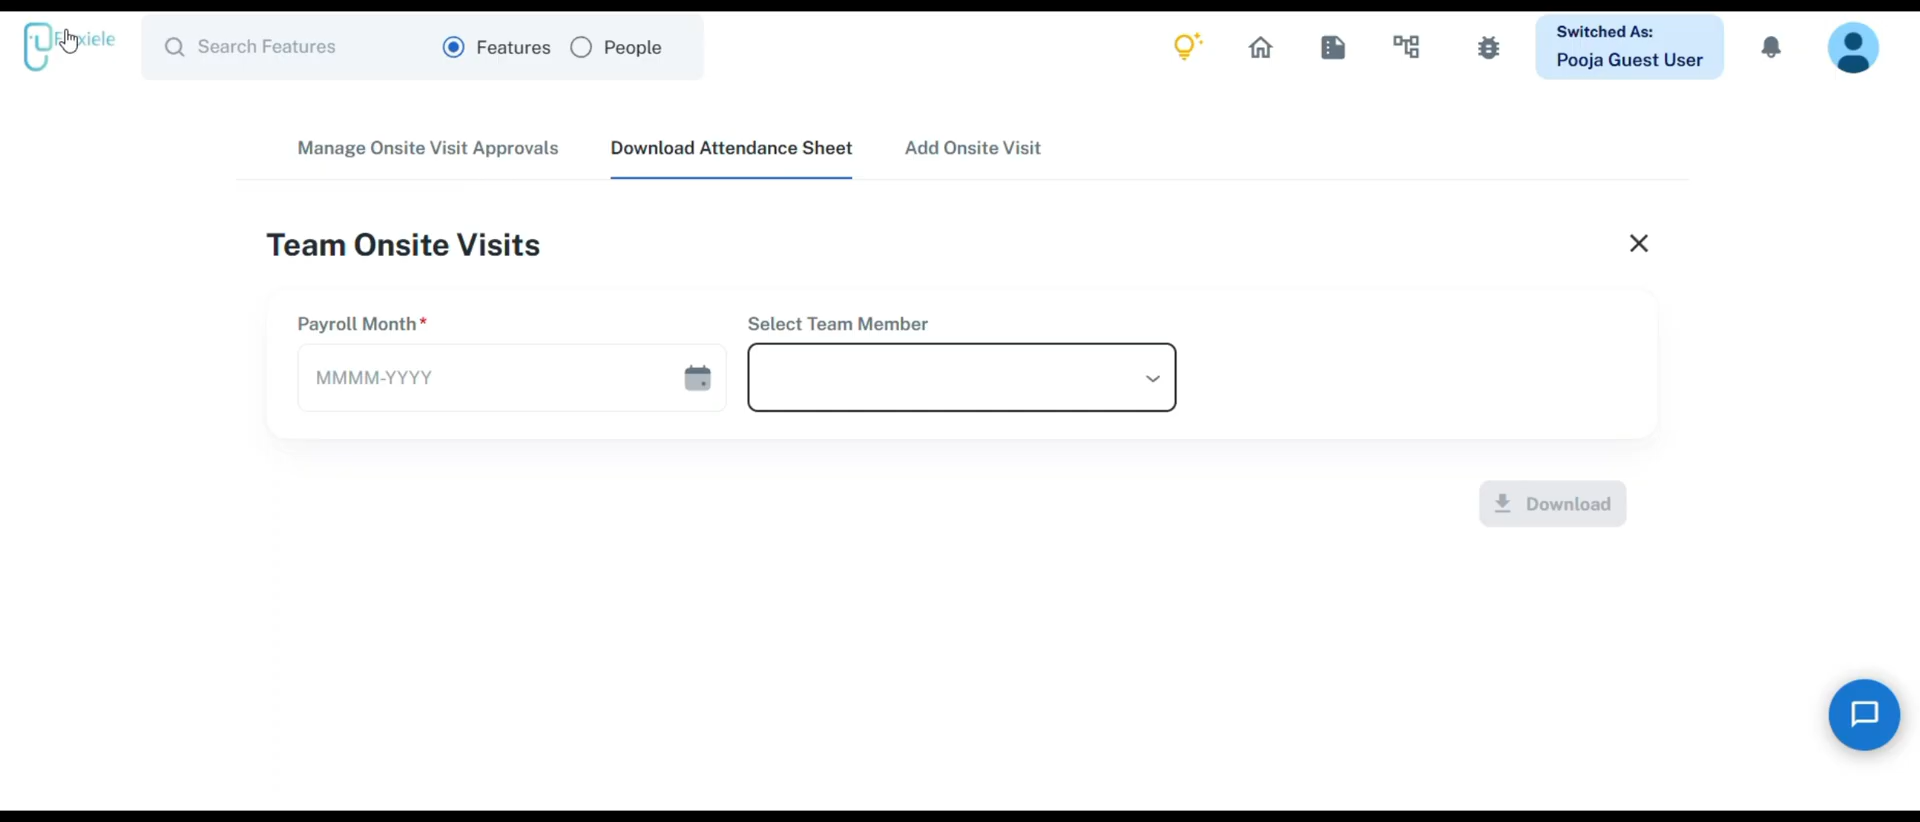 Search Features
Features
People
Switched As:
Pooja Guest User
Manage Onsite Visit Approvals
Download Attendance Sheet
Add Onsite Visit
Team Onsite Visits
Payroll Month*
Select Team Member
MMMM-YYYY
Download